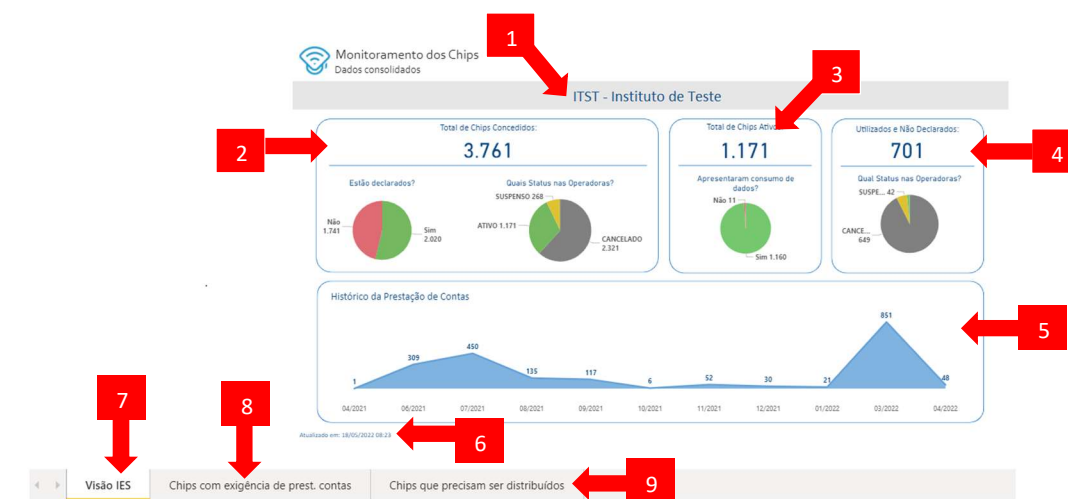 1
Monitoramento dos Chips
Dados consolidados
3
ITST - Instituto de Teste
2
Total de Chips Concedidos:
3.761
Estão declarados?
Não
1.741
Sim
2.020
Quais Status nas Operadoras?
SUSPENSO 268
ATIVO 1.171
CANCELADO
2.321
Total de Chips Ativo
1.171
Apresentaram consumo de
dados?
Não 11
Sim 1.160
Utilizados e Não Declarados:
701
Qual Status nas Operadoras?
SUSPE... 42
CANCE...
649
4
Histórico da Prestação de Contas
1
309
450
135
117
6
52
30
21
851
48
04/2021
06/2021
07/2021
08/2021
09/2021
10/2021
11/2021
12/2021
01/2022
03/2022
04/2022
5
Atualizado em: 18/05/2022 08:23
6
7
8
9
Visão IES
Chips com exigência de prest. contas
Chips que precisam ser distribuídos